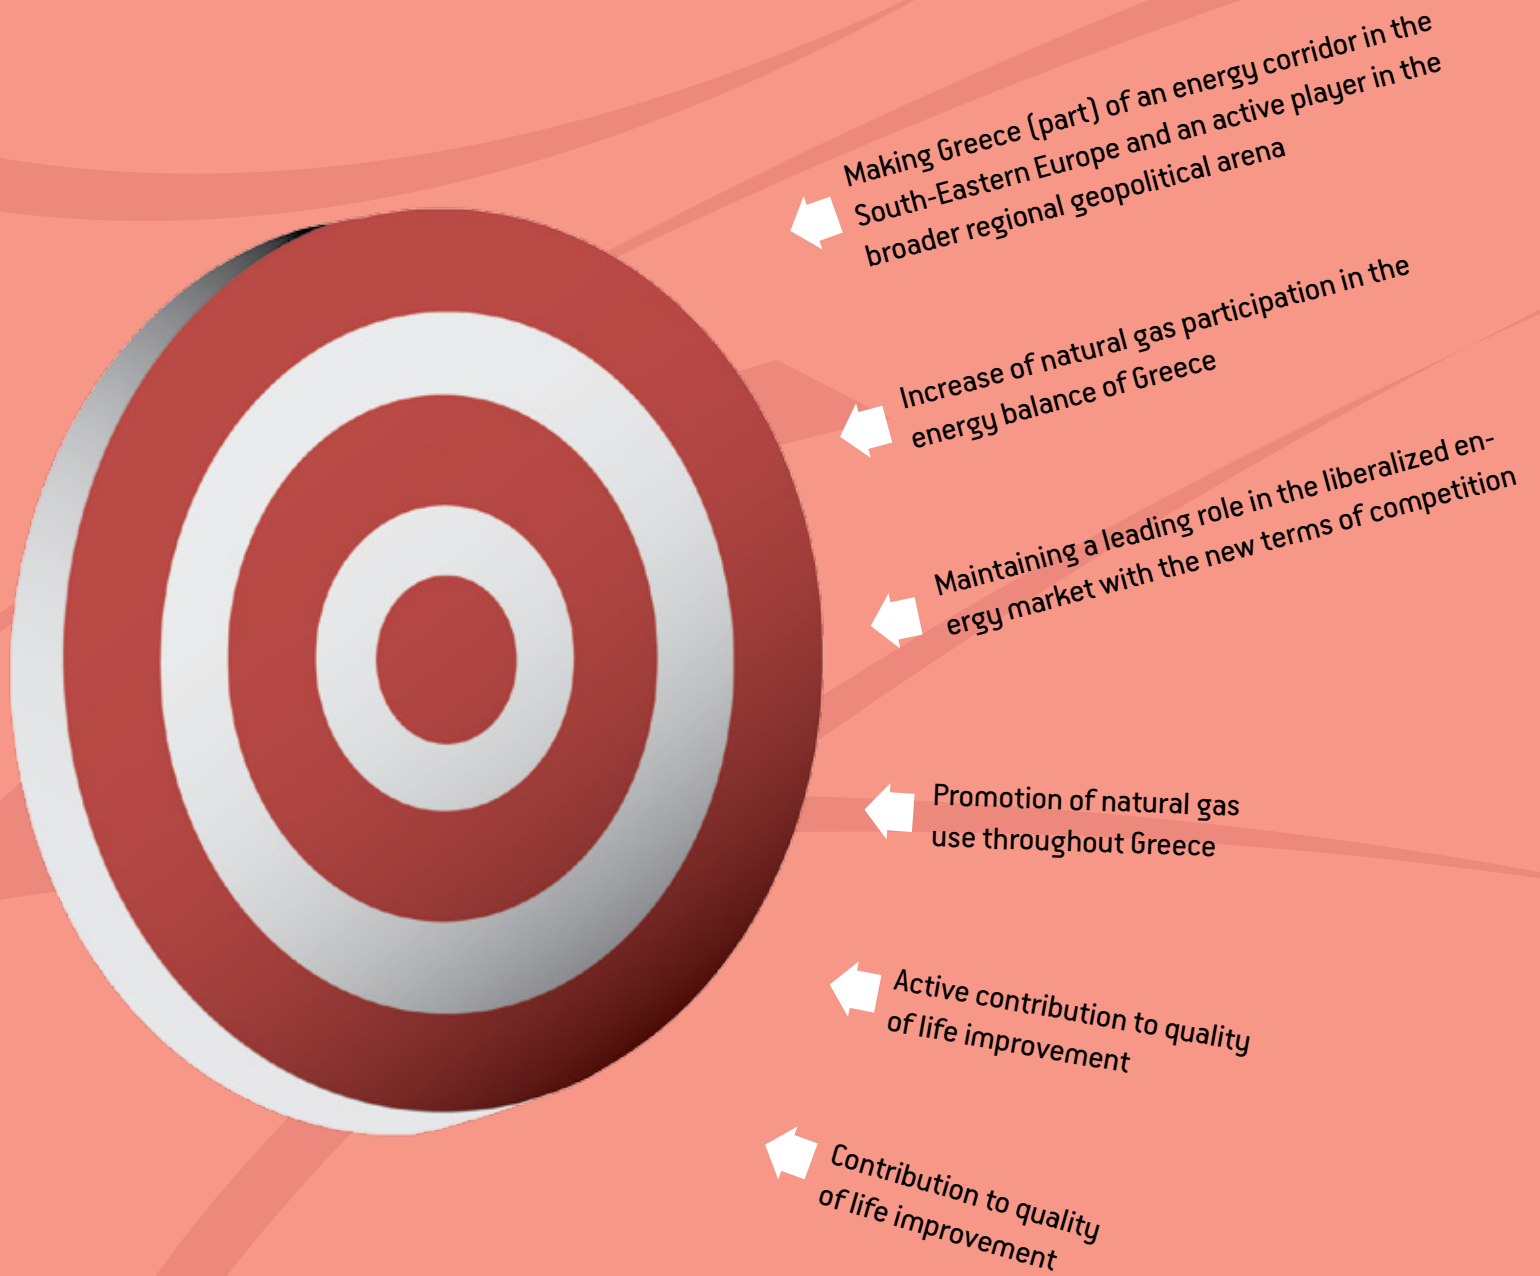 Making Greece (part) of an energy corridor in the
South-Eastern Europe and an active player in the
broader regional geopolitical arena
Increase of natural gas participation in the
energy balance of Greece
Maintaining a leading role in the liberalized en-
ergy market with the new terms of competition
Promotion of natural gas
use throughout Greece
Active contribution to quality
of life improvement
Contribution to quality
of life improvement